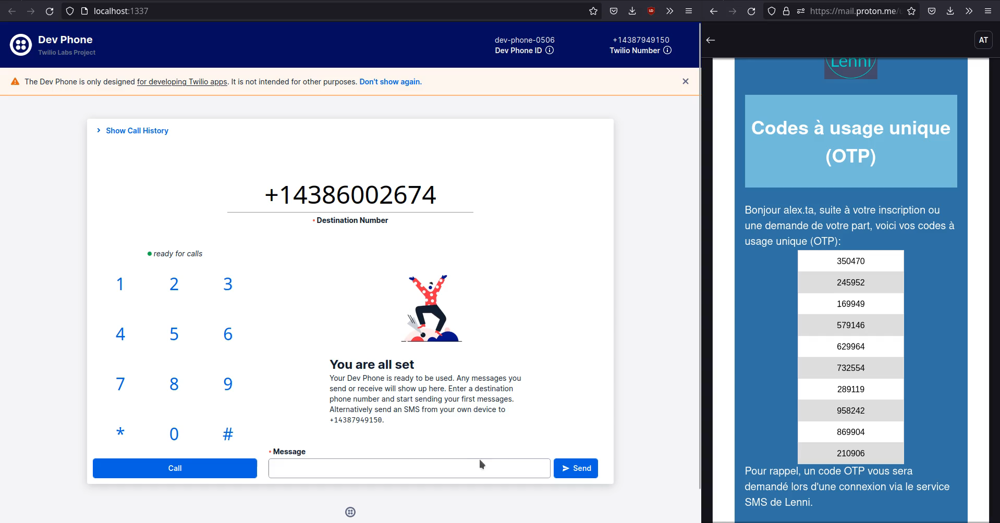 localhost:1337
Dev Phone
Twilio Labs Project
dev-phone-0506
Dev Phone ID
+14387949150
Twilio Number
The Dev Phone is only designed for developing Twilio apps. It is not intended for other purposes. Don't show again.
Show Call History
+14386002674
• Destination Number
ready for calls
1 2 3
4 5 6
7 8 9
* 0 #
Call
You are all set
Your Dev Phone is ready to be used. Any messages you
send or receive will show up here. Enter a destination
phone number and start sending your first messages.
Alternatively send an SMS from your own device to
+14387949150.
• Message
Send
https://mail.proton.me/
AT
Lenni
Codes à usage unique
(OTP)
Bonjour alex.ta, suite à votre inscription ou
une demande de votre part, voici vos codes à
usage unique (OTP):
350470
245952
169949
579146
629964
732554
289119
958242
869904
210906
Pour rappel, un code OTP vous sera
demandé lors d'une connexion via le service
SMS de Lenni.